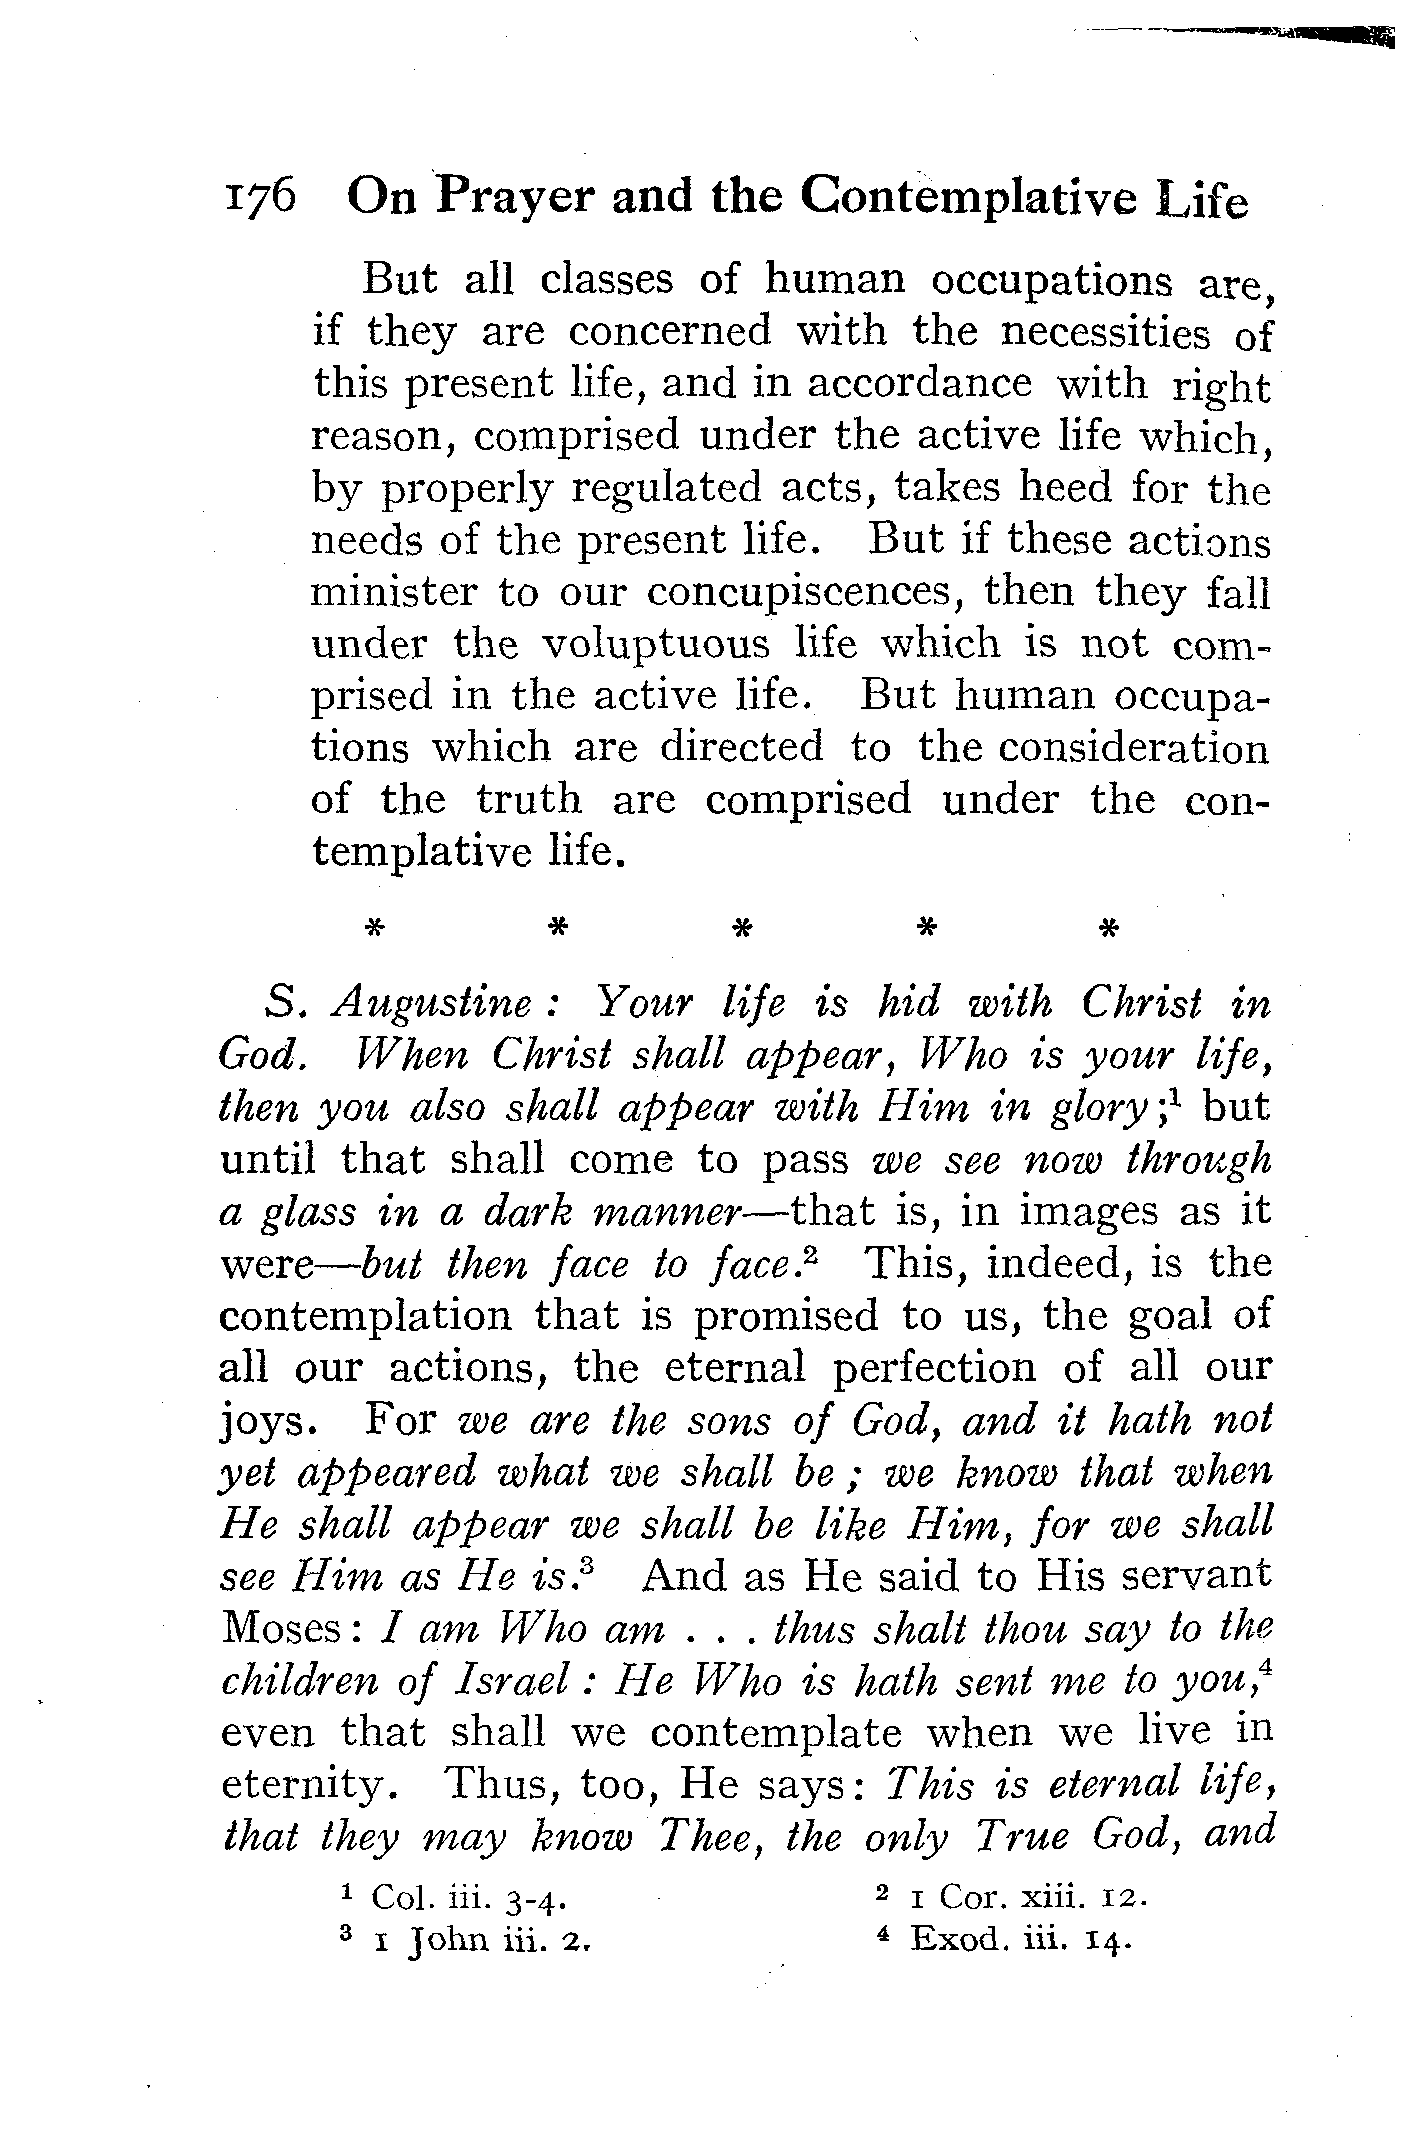 176 On Prayer and the Contemplative Life
But all classes of human occupations are,
if they are concerned with the necessities of
this present life, and in accordance with right
reason, comprised under the active life which,
by properly regulated acts, takes heed for the
needs of the present life. But if these actions
minister to our concupiscences, then they fall
under the voluptuous life which is not com-
prised in the active life. But human occupa-
tions which are directed to the consideration
of the truth are comprised under the con-
templative life.
* * * * *
S. Augustine : Your life is hid with Christ in
God. When Christ shall appear, Who is your life,
then you also shall appear with Him in glory ;¹ but
until that shall come to pass we see now through
a glass in a dark manner—that is, in images as it
were—but then face to face.² This, indeed, is the
contemplation that is promised to us, the goal of
all our actions, the eternal perfection of all our
joys. For we are the sons of God, and it hath not
yet appeared what we shall be ; we know that when
He shall appear we shall be like Him, for we shall
see Him as He is.³ And as He said to His servant
Moses : I am Who am . . . thus shalt thou say to the
children of Israel : He Who is hath sent me to you,⁴
even that shall we contemplate when we live in
eternity. Thus, too, He says : This is eternal life,
that they may know Thee, the only True God, and
¹ Col. iii. 3-4. ² 1 Cor. xiii. 12.
³ 1 John iii. 2. ⁴ Exod. iii. 14.